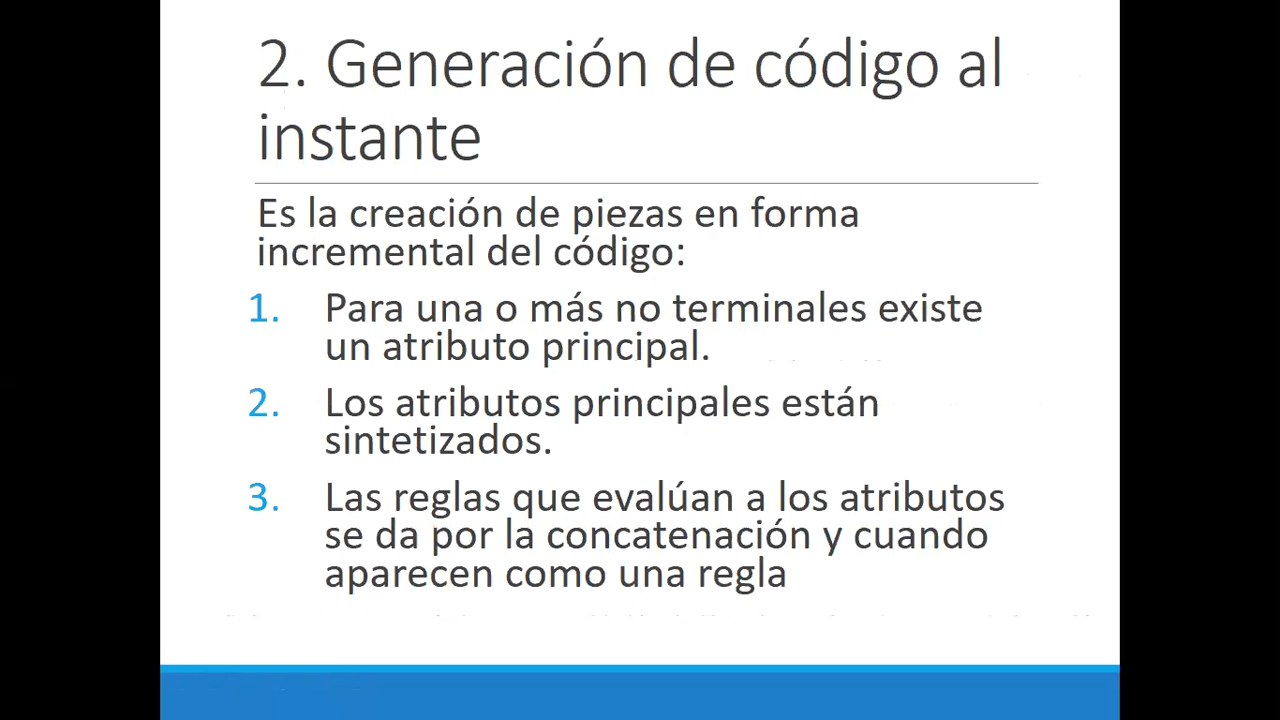 2. Generación de código al
instante
Es la creación de piezas en forma
incremental del código:
1. Para una o más no terminales existe
un atributo principal.
2. Los atributos principales están
sintetizados.
3. Las reglas que evalúan a los atributos
se da por la concatenación y cuando
aparecen como una regla